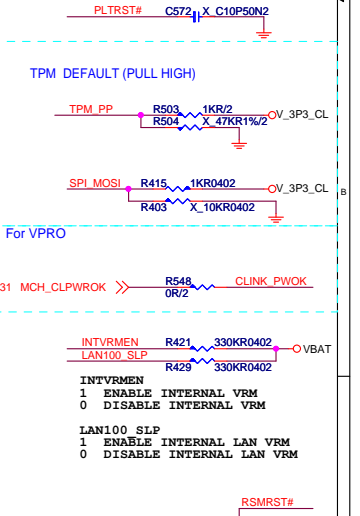 PLTRST# C572 X_C10P50N2
TPM DEFAULT (PULL HIGH)
TPM_PP R503 1KR/2 V_3P3_CL
R504 X_47KR1%/2
SPI_MOSI R415 1KR0402 V_3P3_CL
B
R403 X_10KR0402
For VPRO
31 MCH_CLPWROK R548 CLINK_PWOK
0R/2
INTVRMEN R421 330KR0402
VBAT
LAN100_SLP
R429 330KR0402
INTVRMEN
1 ENABLE INTERNAL VRM
0 DISABLE INTERNAL VRM
LAN100_SLP
1 ENABLE INTERNAL LAN VRM
0 DISABLE INTERNAL LAN VRM
RSMRST#